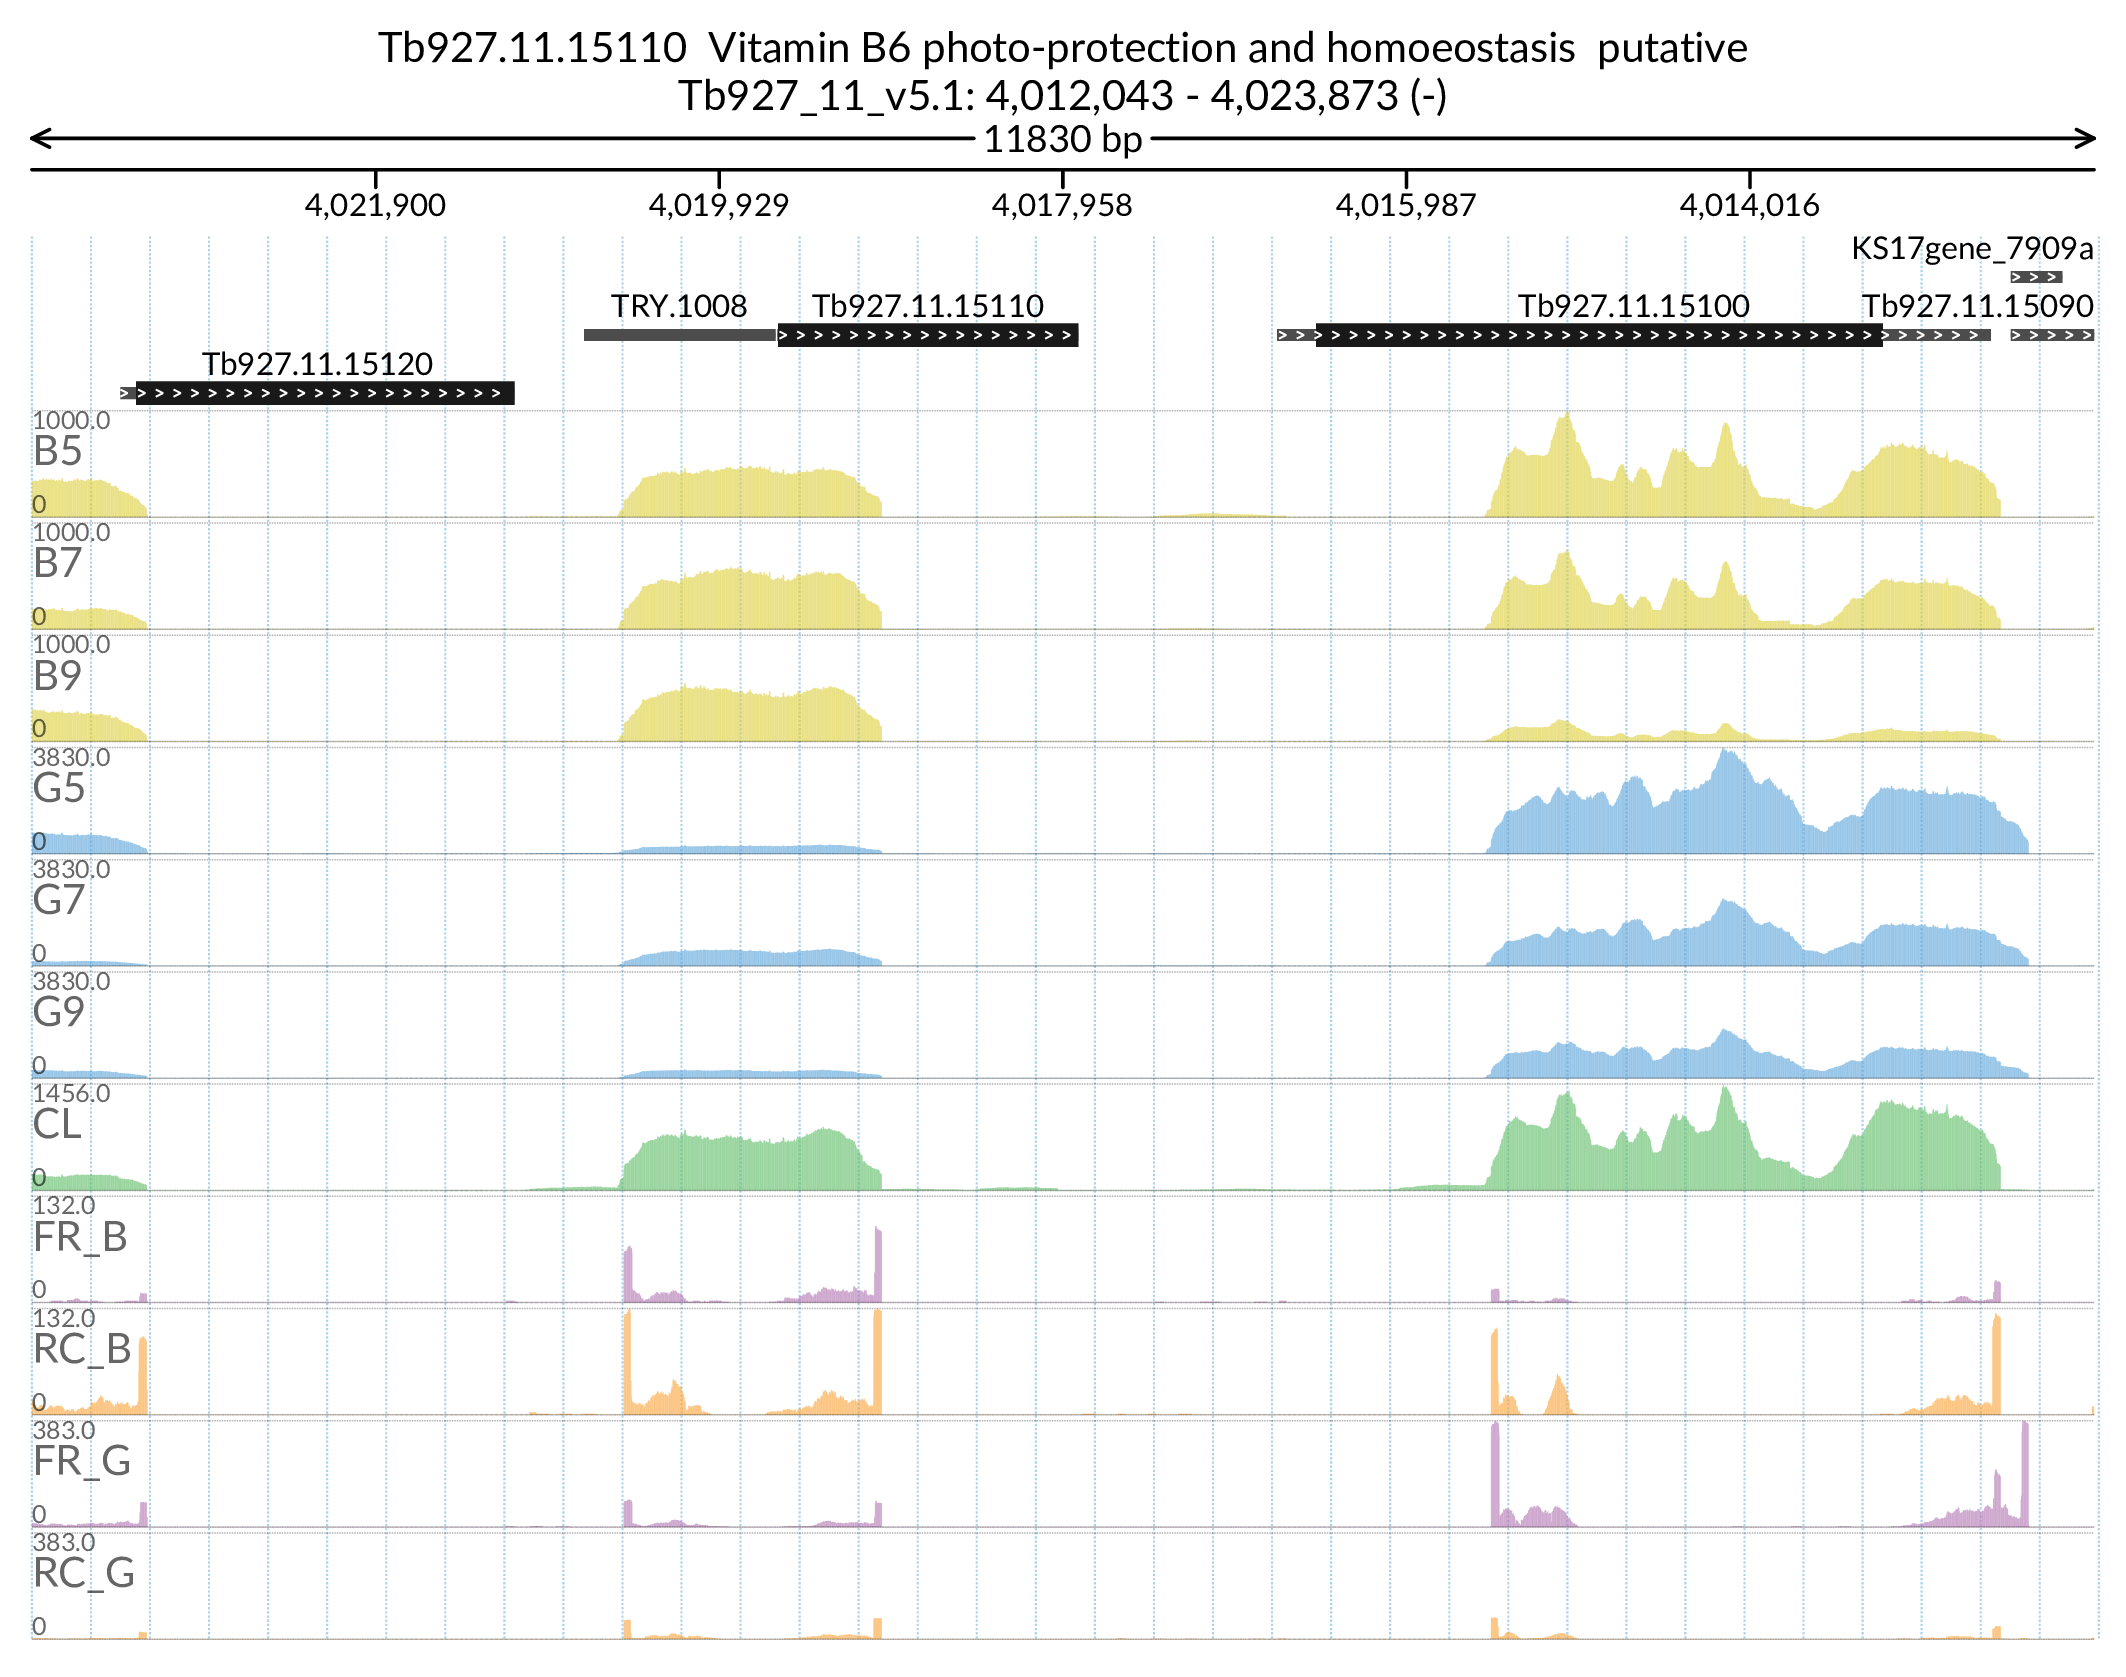 Tb927.11.15110 Vitamin B6 photo-protection and homoeostasis putative
Tb927_11_v5.1: 4,012,043 - 4,023,873 (-)
11830 bp
4,021,900 4,019,929 4,017,958 4,015,987 4,014,016
KS17gene_7909a
TRY.1008 Tb927.11.15110 Tb927.11.15100 Tb927.11.15090
Tb927.11.15120
1000.0
B5
0
1000.0
B7
0
1000.0
B9
0
3830.0
G5
0
3830.0
G7
0
3830.0
G9
0
1456.0
CL
0
132.0
FR_B
0
132.0
RC_B
0
383.0
FR_G
0
383.0
RC_G
0